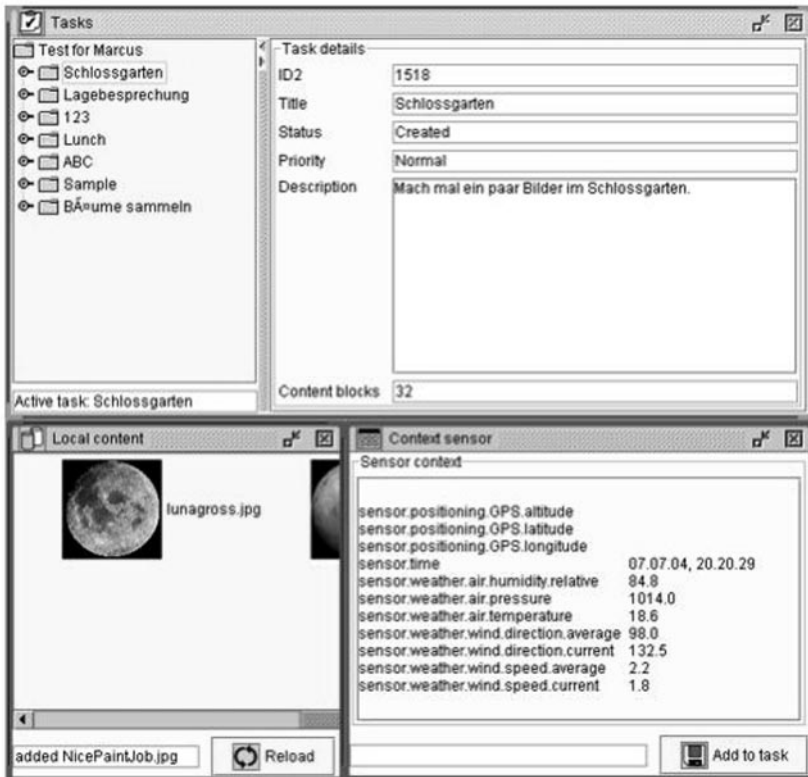 Tasks
Test for Marcus
Schlossgarten
Lagebesprechung
123
Lunch
ABC
Sample
BÃ¤ume sammeln
Active task: Schlossgarten
Task details
ID2 1518
Title Schlossgarten
Status Created
Priority Normal
Description Mach mal ein paar Bilder im Schlossgarten.
Content blocks 32
Local content
lunagross.jpg
added NicePaintJob.jpg
Reload
Context sensor
Sensor context
sensor.positioning.GPS.altitude
sensor.positioning.GPS.latitude
sensor.positioning.GPS.longitude
sensor.time 07.07.04, 20.20.29
sensor.weather.air.humidity.relative 84.8
sensor.weather.air.pressure 1014.0
sensor.weather.air.temperature 18.6
sensor.weather.wind.direction.average 98.0
sensor.weather.wind.direction.current 132.5
sensor.weather.wind.speed.average 2.2
sensor.weather.wind.speed.current 1.8
Add to task